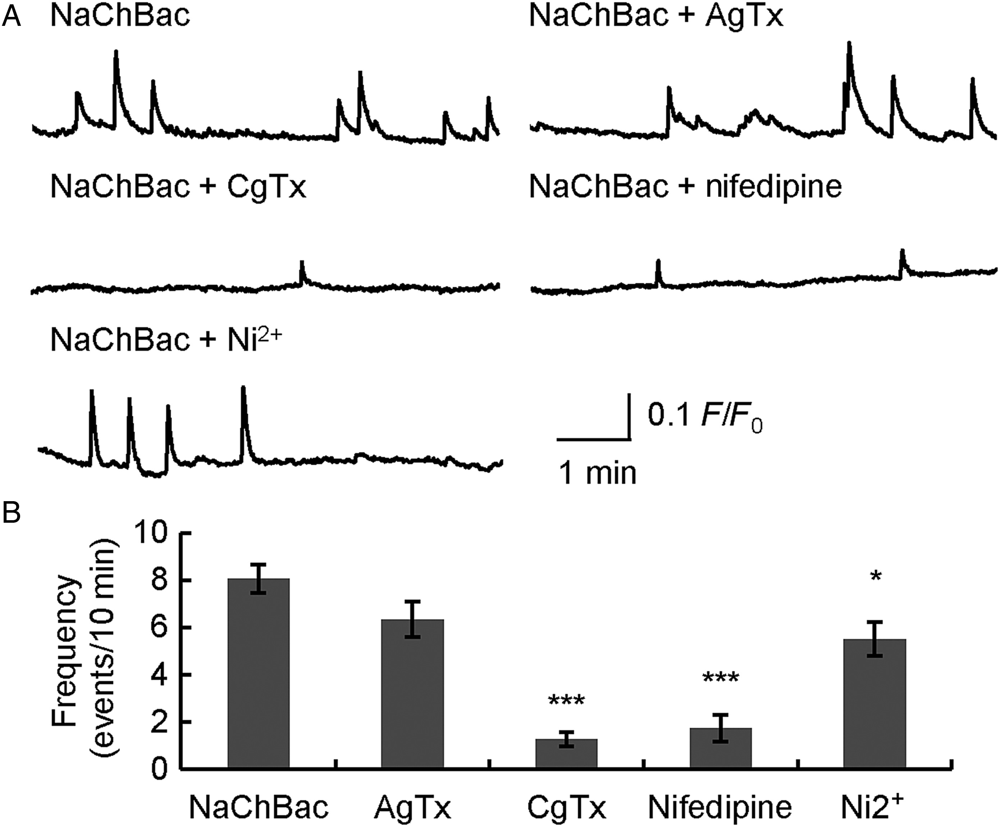 A
NaChBac
NaChBac + AgTx
NaChBac + CgTx
NaChBac + nifedipine
NaChBac + Ni²⁺
0.1 F/F₀
1 min
B
Frequency
(events/10 min)
10
8
6
4
2
0
***
***
*
NaChBac
AgTx
CgTx
Nifedipine
Ni2⁺